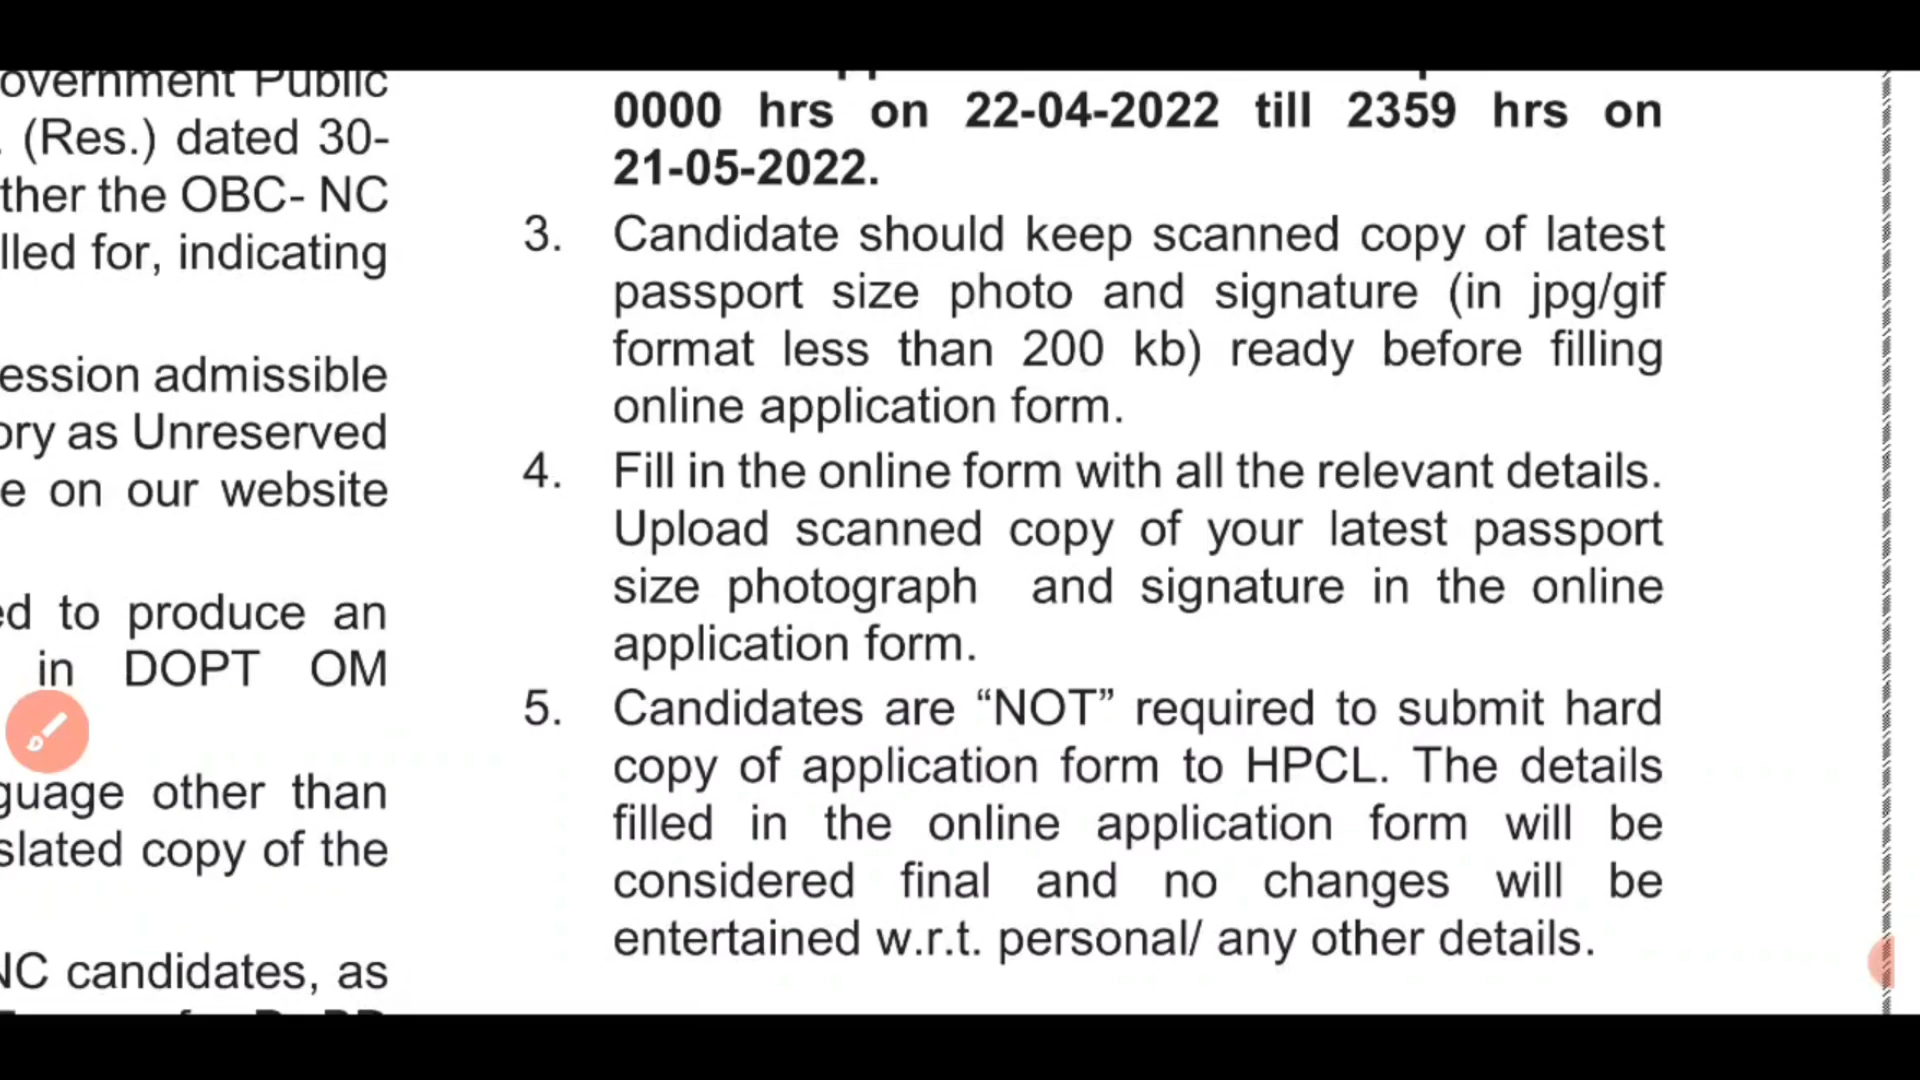 overnment Public
. (Res.) dated 30-
ther the OBC- NC
lled for, indicating
ession admissible
ory as Unreserved
e on our website
ed to produce an
in DOPT OM
guage other than
slated copy of the
NC candidates, as
0000 hrs on 22-04-2022 till 2359 hrs on
21-05-2022.
3. Candidate should keep scanned copy of latest
passport size photo and signature (in jpg/gif
format less than 200 kb) ready before filling
online application form.
4. Fill in the online form with all the relevant details.
Upload scanned copy of your latest passport
size photograph and signature in the online
application form.
5. Candidates are “NOT” required to submit hard
copy of application form to HPCL. The details
filled in the online application form will be
considered final and no changes will be
entertained w.r.t. personal/ any other details.